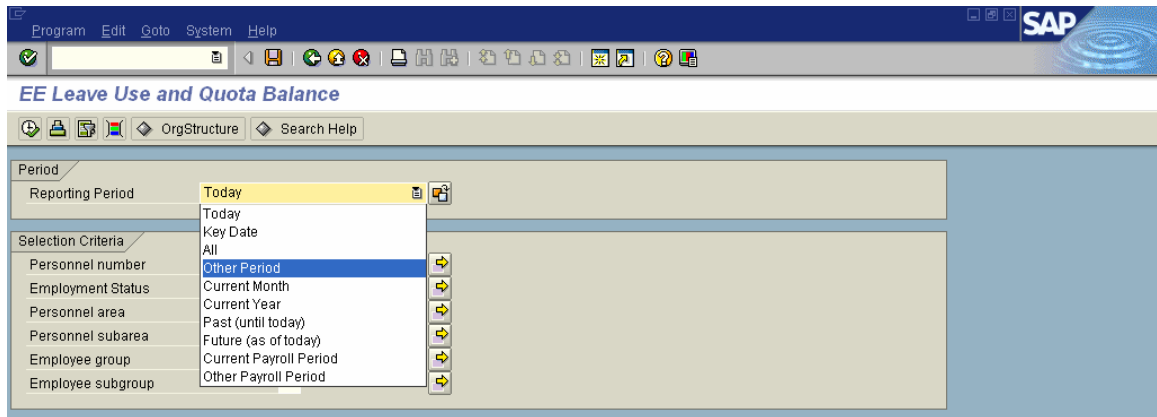 Program Edit Goto System Help
SAP
EE Leave Use and Quota Balance
OrgStructure Search Help
Period
Reporting Period Today
Today
Key Date
Selection Criteria
All
Personnel number Other Period
Employment Status Current Month
Personnel area Current Year
Past (until today)
Personnel subarea Future (as of today)
Employee group Current Payroll Period
Employee subgroup Other Payroll Period